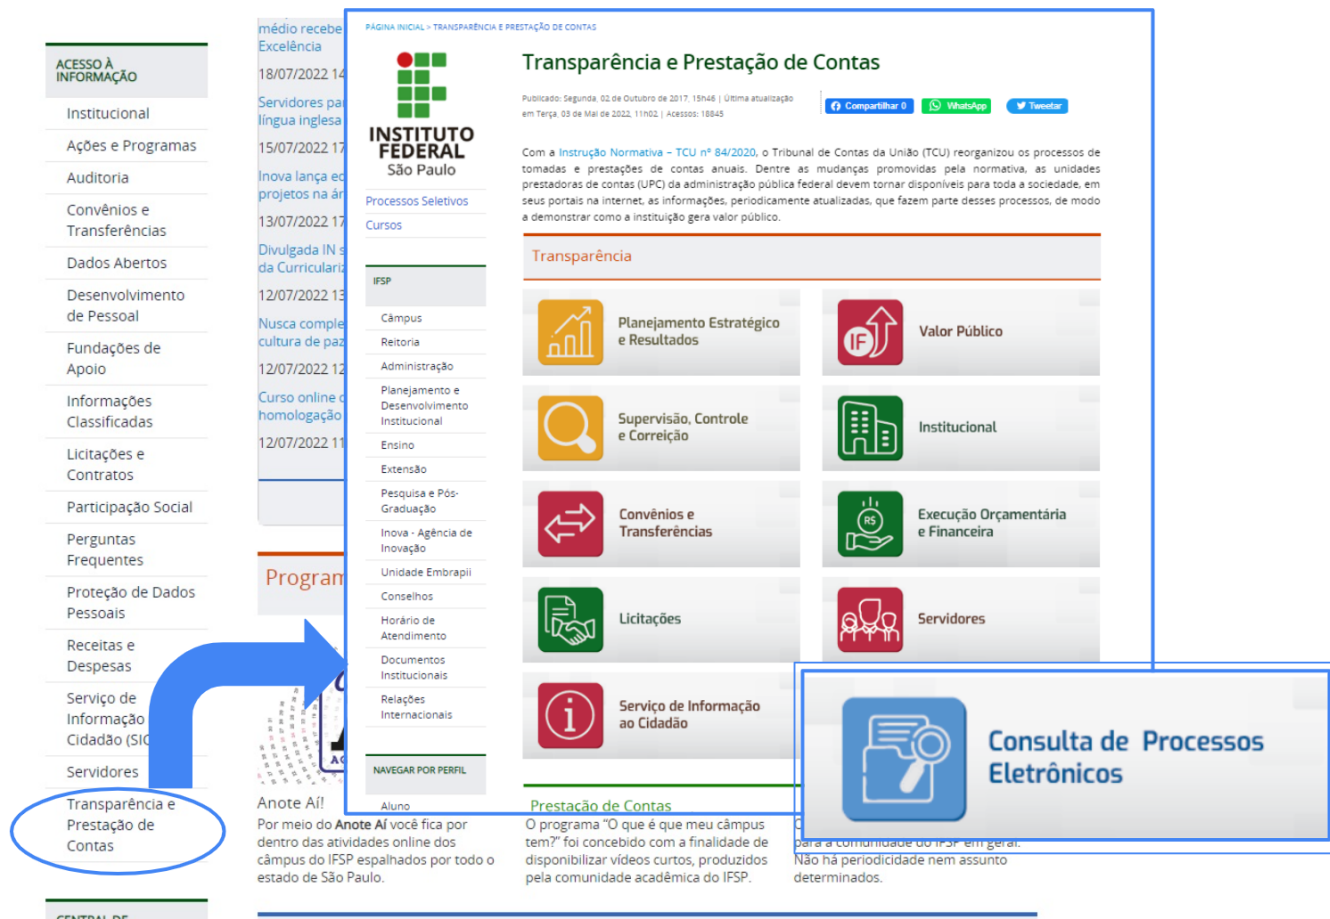 ACESSO À
INFORMAÇÃO
Institucional
Ações e Programas
Auditoria
Convênios e
Transferências
Dados Abertos
Desenvolvimento
de Pessoal
Fundações de
Apoio
Informações
Classificadas
Licitações e
Contratos
Participação Social
Perguntas
Frequentes
Proteção de Dados
Pessoais
Receitas e
Despesas
Serviço de
Informação
Cidadão (SIC
Servidores
Transparência e
Prestação de
Contas
CENTRAL DE
médio recebe
Excelência
18/07/2022 14
Servidores pa
língua inglesa
15/07/2022 17
Inova lança ed
projetos na ár
13/07/2022 17
Divulgada IN s
da Curriculariz
12/07/2022 13
Nusca comple
cultura de paz
12/07/2022 12
Curso online
homologação
12/07/2022 11
Program
Anote Aí!
Por meio do Anote Aí você fica por
dentro das atividades online dos
câmpus do IFSP espalhados por todo o
estado de São Paulo.
PÁGINA INICIAL > TRANSPARÊNCIA E PRESTAÇÃO DE CONTAS
INSTITUTO
FEDERAL
São Paulo
Processos Seletivos
Cursos
IFSP
Câmpus
Reitoria
Administração
Planejamento e
Desenvolvimento
Institucional
Ensino
Extensão
Pesquisa e Pós-
Graduação
Inova - Agência de
Inovação
Unidade Embrapii
Conselhos
Horário de
Atendimento
Documentos
Institucionais
Relações
Internacionais
NAVEGAR POR PERFIL
Aluno
Transparência e Prestação de Contas
Publicado: Segunda, 02 de Outubro de 2017, 15h46 | Última atualização
em Terça, 03 de Mai de 2022, 11h02 | Acessos: 18845
Compartilhar 0
WhatsApp
Tweetar
Com a Instrução Normativa – TCU nº 84/2020, o Tribunal de Contas da União (TCU) reorganizou os processos de
tomadas e prestações de contas anuais. Dentre as mudanças promovidas pela normativa, as unidades
prestadoras de contas (UPC) da administração pública federal devem tornar disponíveis para toda a sociedade, em
seus portais na internet, as informações, periodicamente atualizadas, que fazem parte desses processos, de modo
a demonstrar como a instituição gera valor público.
Transparência
Planejamento Estratégico
e Resultados
IF
Valor Público
Supervisão, Controle
e Correição
Institucional
Convênios e
Transferências
R$
Execução Orçamentária
e Financeira
Licitações
Servidores
Serviço de Informação
ao Cidadão
Consulta de Processos
Eletrônicos
Prestação de Contas
O programa “O que é que meu câmpus
tem?” foi concebido com a finalidade de
disponibilizar vídeos curtos, produzidos
pela comunidade acadêmica do IFSP.
para a comunidade do IFSP em geral.
Não há periodicidade nem assunto
determinados.